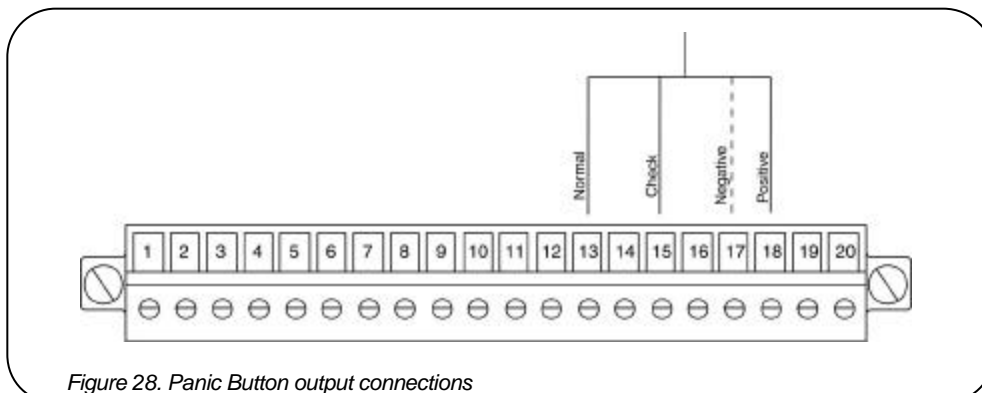 Normal
Check
Negative
Positive
1 2 3 4 5 6 7 8 9 10 11 12 13 14 15 16 17 18 19 20
Figure 28. Panic Button output connections